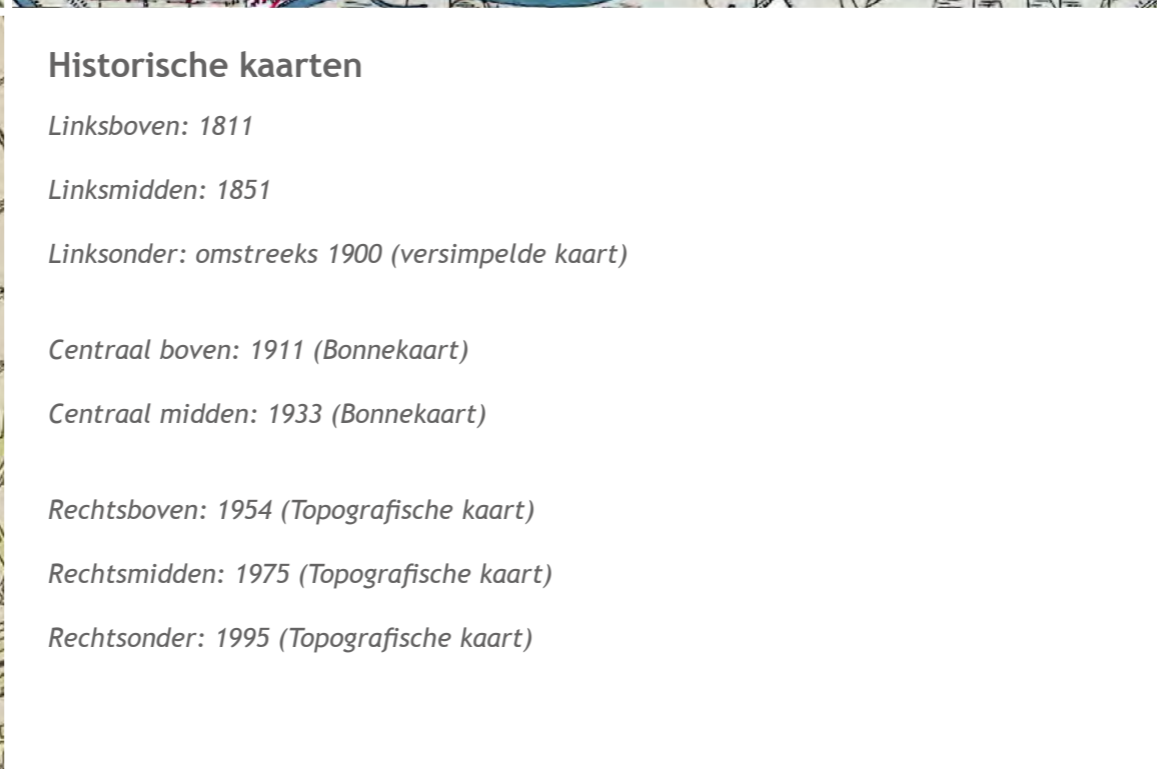 Historische kaarten
Linksboven: 1811
Linksmidden: 1851
Linksonder: omstreeks 1900 (versimpelde kaart)
Centraal boven: 1911 (Bonnekaart)
Centraal midden: 1933 (Bonnekaart)
Rechtsboven: 1954 (Topografische kaart)
Rechtsmidden: 1975 (Topografische kaart)
Rechtsonder: 1995 (Topografische kaart)